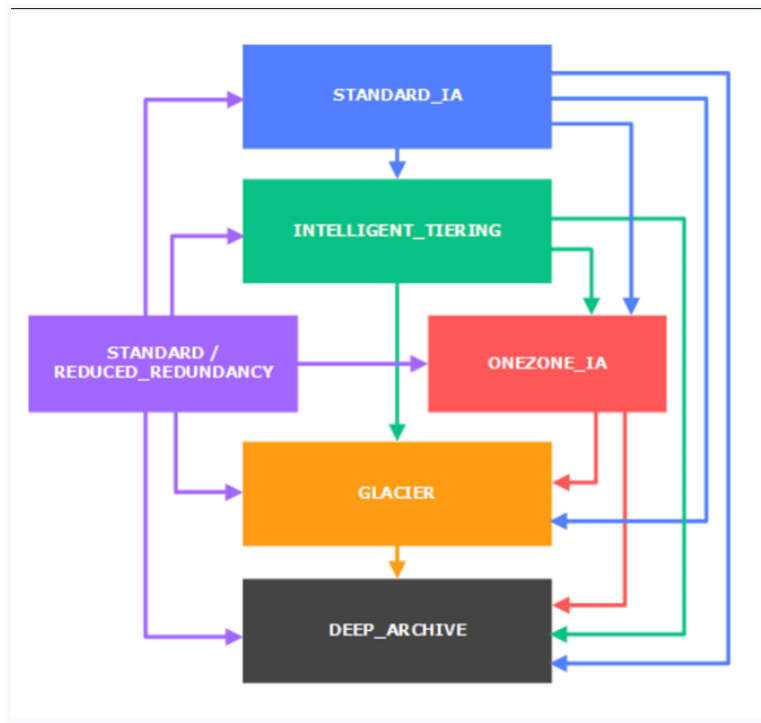 STANDARD_IA
INTELLIGENT_TIERING
STANDARD /
REDUCED_REDUNDANCY
ONEZONE_IA
GLACIER
DEEP_ARCHIVE